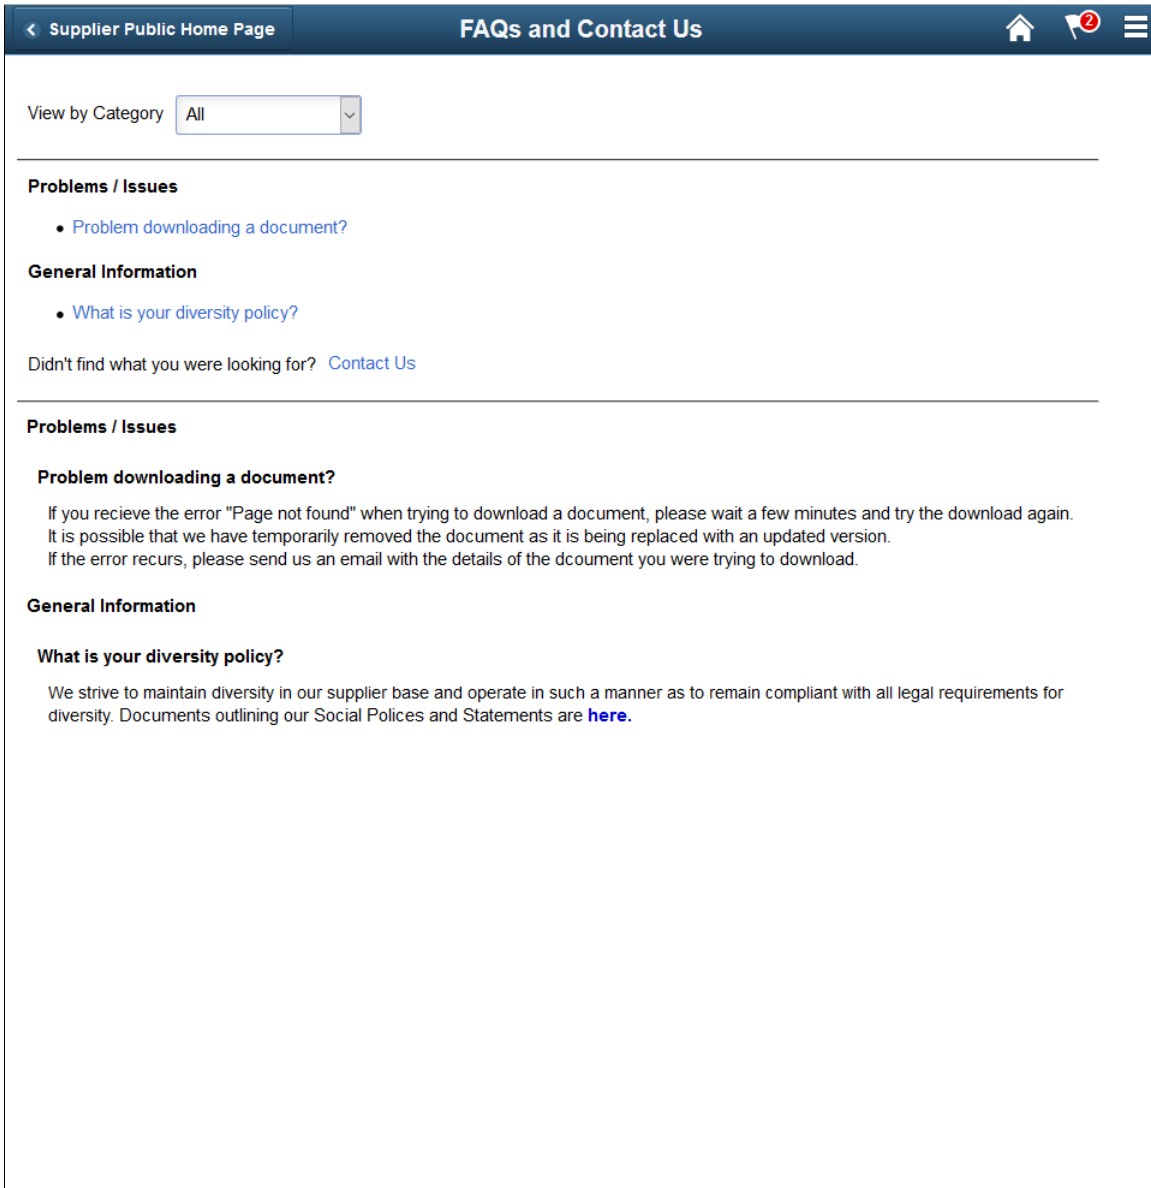 Supplier Public Home Page
FAQs and Contact Us
2
View by Category All
Problems / Issues
• Problem downloading a document?
General Information
• What is your diversity policy?
Didn't find what you were looking for? Contact Us
Problems / Issues
Problem downloading a document?
If you recieve the error "Page not found" when trying to download a document, please wait a few minutes and try the download again.
It is possible that we have temporarily removed the document as it is being replaced with an updated version.
If the error recurs, please send us an email with the details of the dcoument you were trying to download.
General Information
What is your diversity policy?
We strive to maintain diversity in our supplier base and operate in such a manner as to remain compliant with all legal requirements for
diversity. Documents outlining our Social Polices and Statements are here.